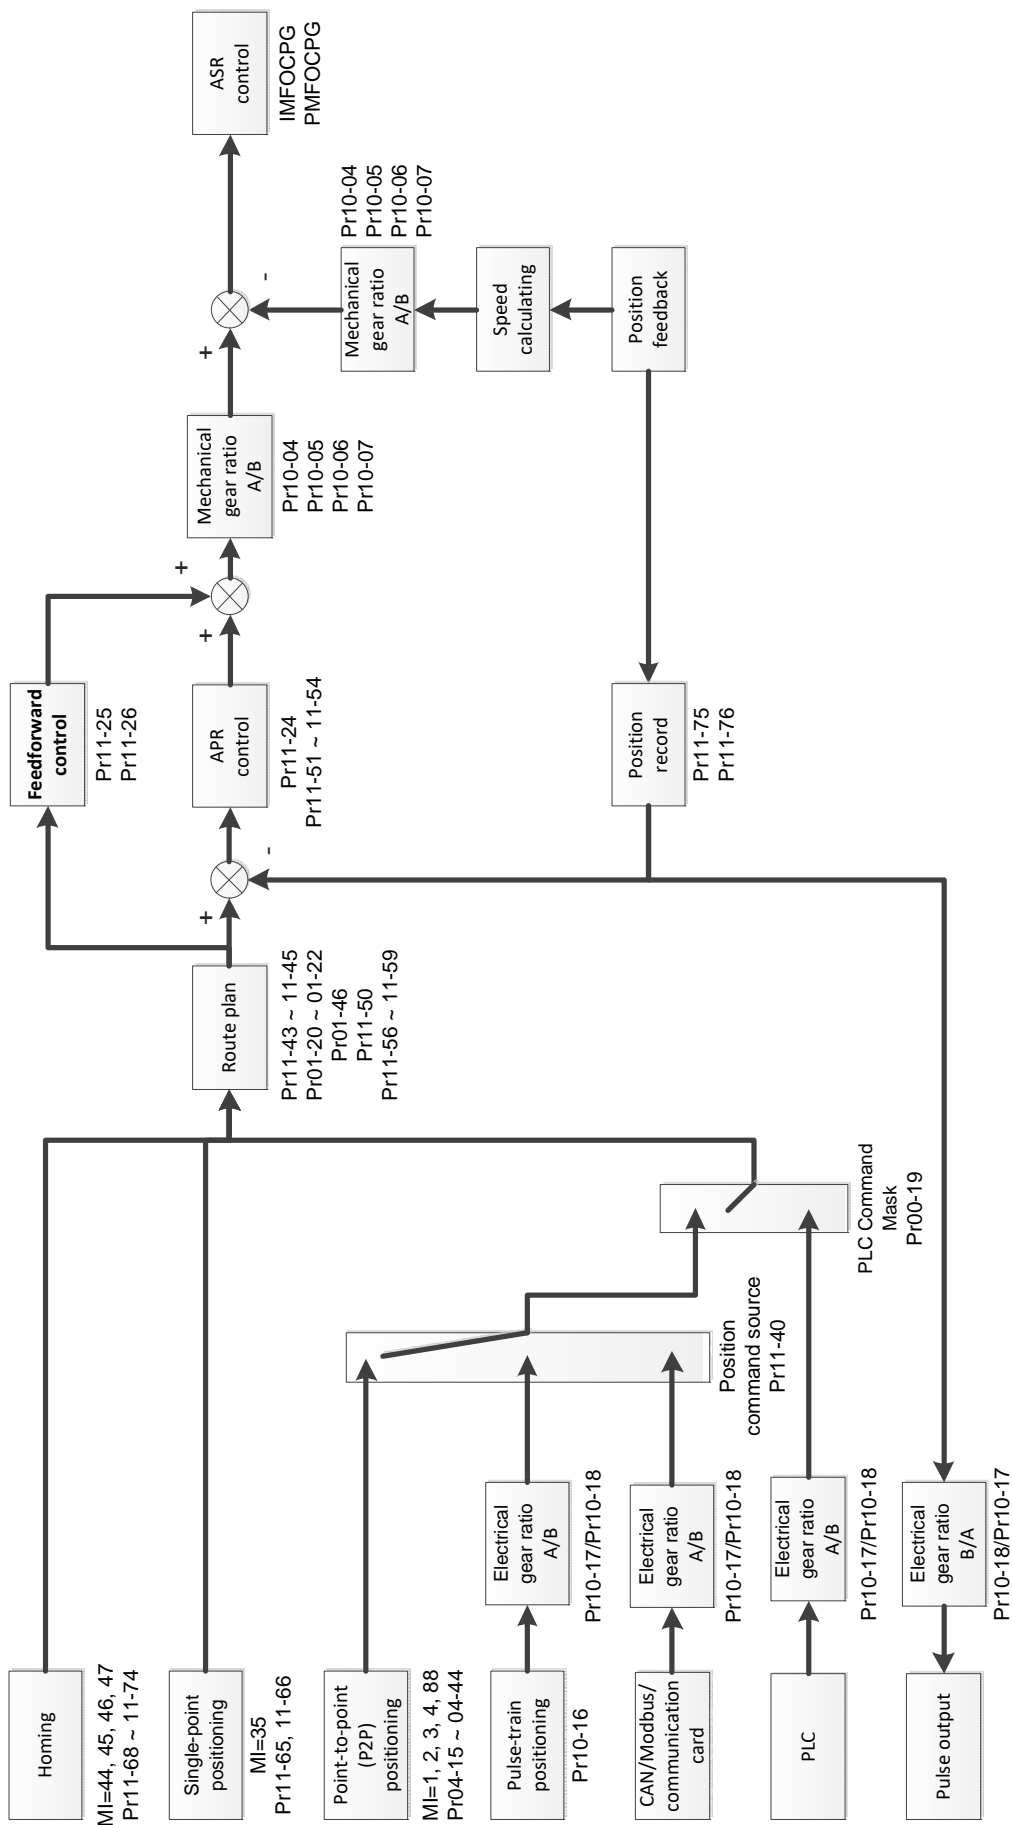 Homing
MI=44, 45, 46, 47
Pr11-68 ~ 11-74
Single-point
positioning
MI=35
Pr11-65, 11-66
Point-to-point
(P2P)
positioning
MI=1, 2, 3, 4, 88
Pr04-15 ~ 04-44
Pulse-train
positioning
Pr10-16
CAN/Modbus/
communication
card
PLC
Pulse output
Electrical
gear ratio
A/B
Pr10-17/Pr10-18
Electrical
gear ratio
A/B
Pr10-17/Pr10-18
Electrical
gear ratio
A/B
Pr10-17/Pr10-18
Electrical
gear ratio
B/A
Pr10-18/Pr10-17
Position
command source
Pr11-40
PLC Command
Mask
Pr00-19
Route plan
Pr11-43 ~ 11-45
Pr01-20 ~ 01-22
Pr01-46
Pr11-50
Pr11-56 ~ 11-59
+
-
Feedforward
control
Pr11-25
Pr11-26
APR
control
Pr11-24
Pr11-51 ~ 11-54
Position
record
Pr11-75
Pr11-76
+
+
Mechanical
gear ratio
A/B
Pr10-04
Pr10-05
Pr10-06
Pr10-07
+
-
Mechanical
gear ratio
A/B
Pr10-04
Pr10-05
Pr10-06
Pr10-07
Speed
calculating
Position
feedback
ASR
control
IMFOCPG
PMFOCPG